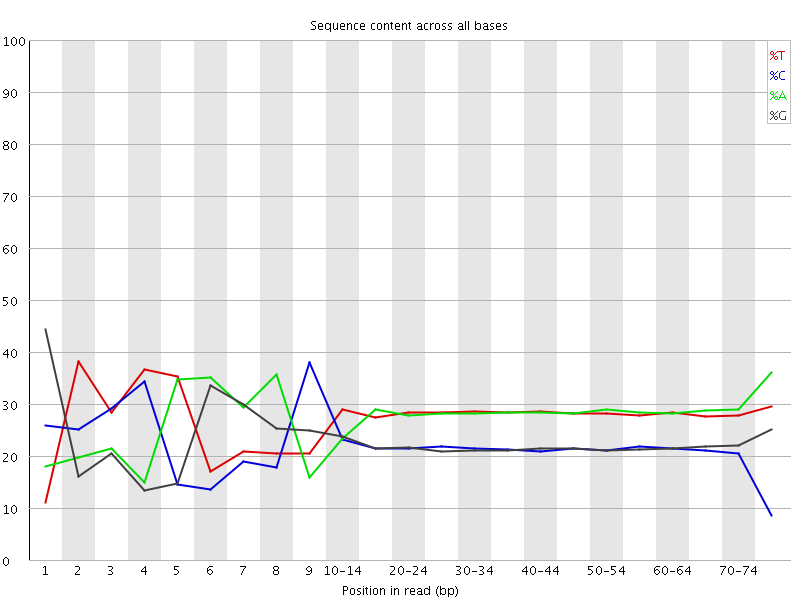 Sequence content across all bases
100
90
80
70
60
50
40
30
20
10
0
%T
%C
%A
%G
1 2 3 4 5 6 7 8 9 10-14 20-24 30-34 40-44 50-54 60-64 70-74
Position in read (bp)